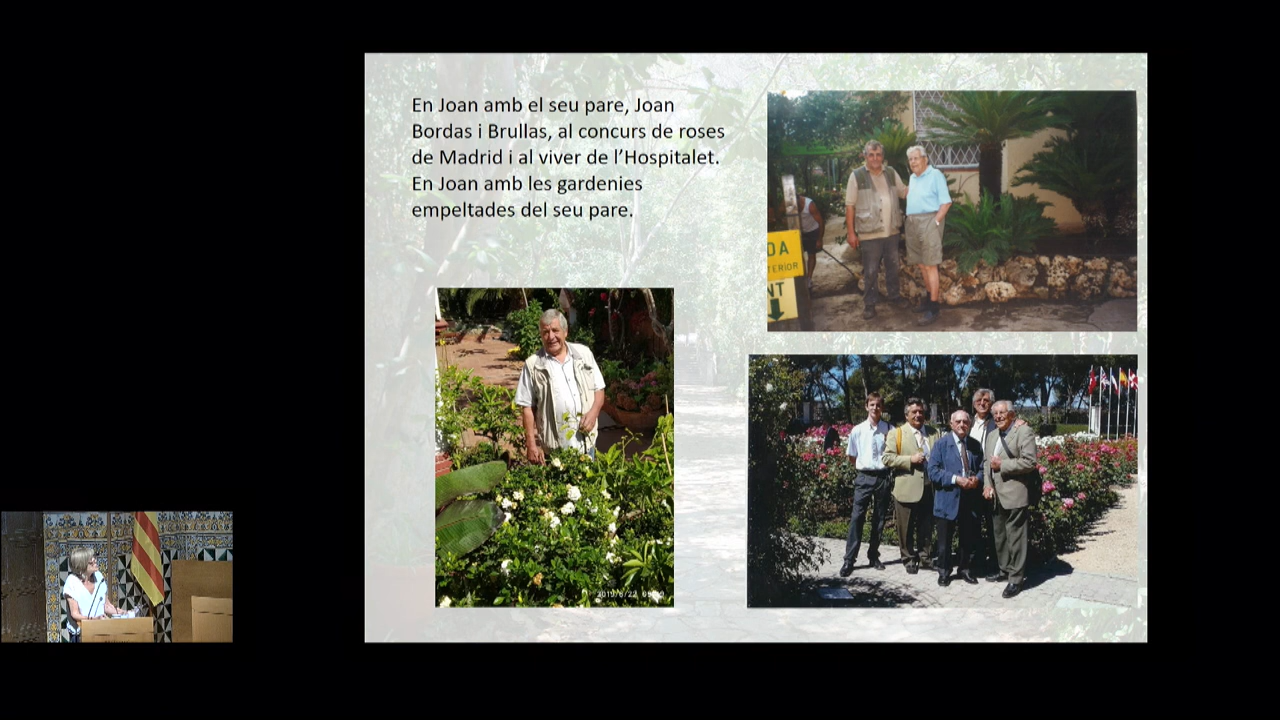 En Joan amb el seu pare, Joan
Bordas i Brullas, al concurs de roses
de Madrid i al viver de l’Hospitalet.
En Joan amb les gardenies
empeltades del seu pare.